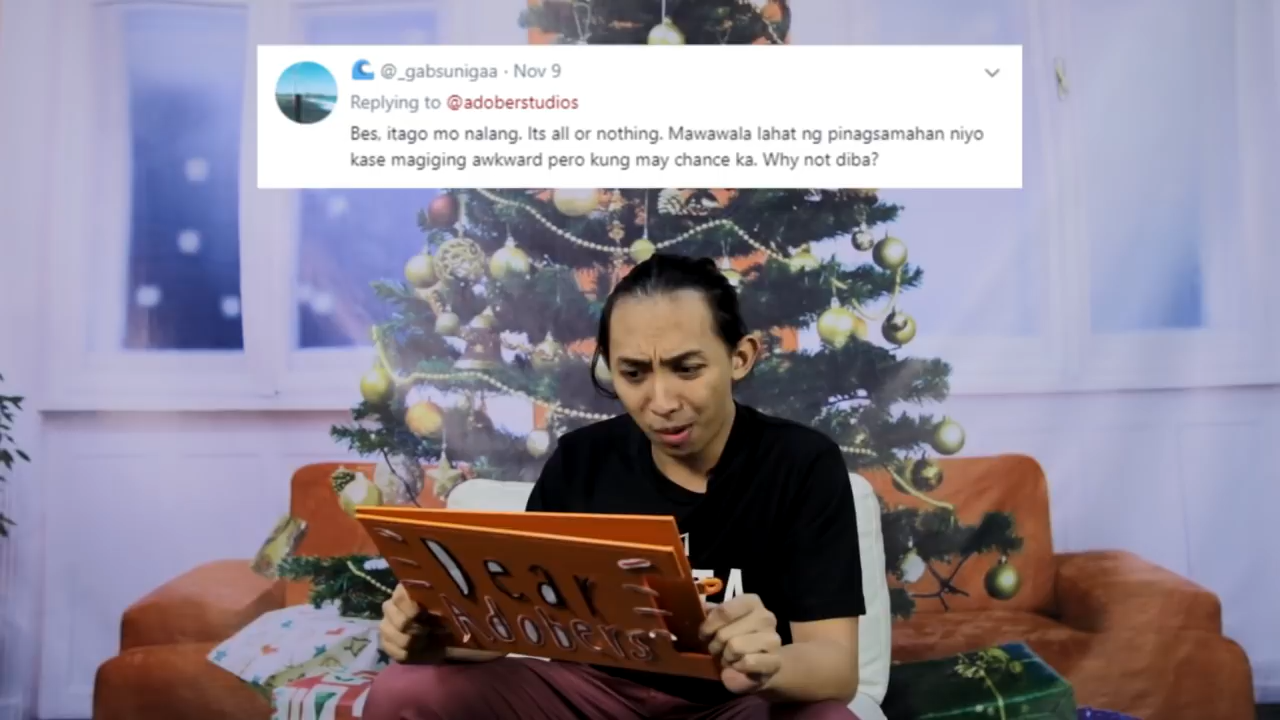 @_gabsunigaa · Nov 9
Replying to @adoberstudios
Bes, itago mo nalang. Its all or nothing. Mawawala lahat ng pinagsamahan niyo
kase magiging awkward pero kung may chance ka. Why not diba?
Dear
Adobers